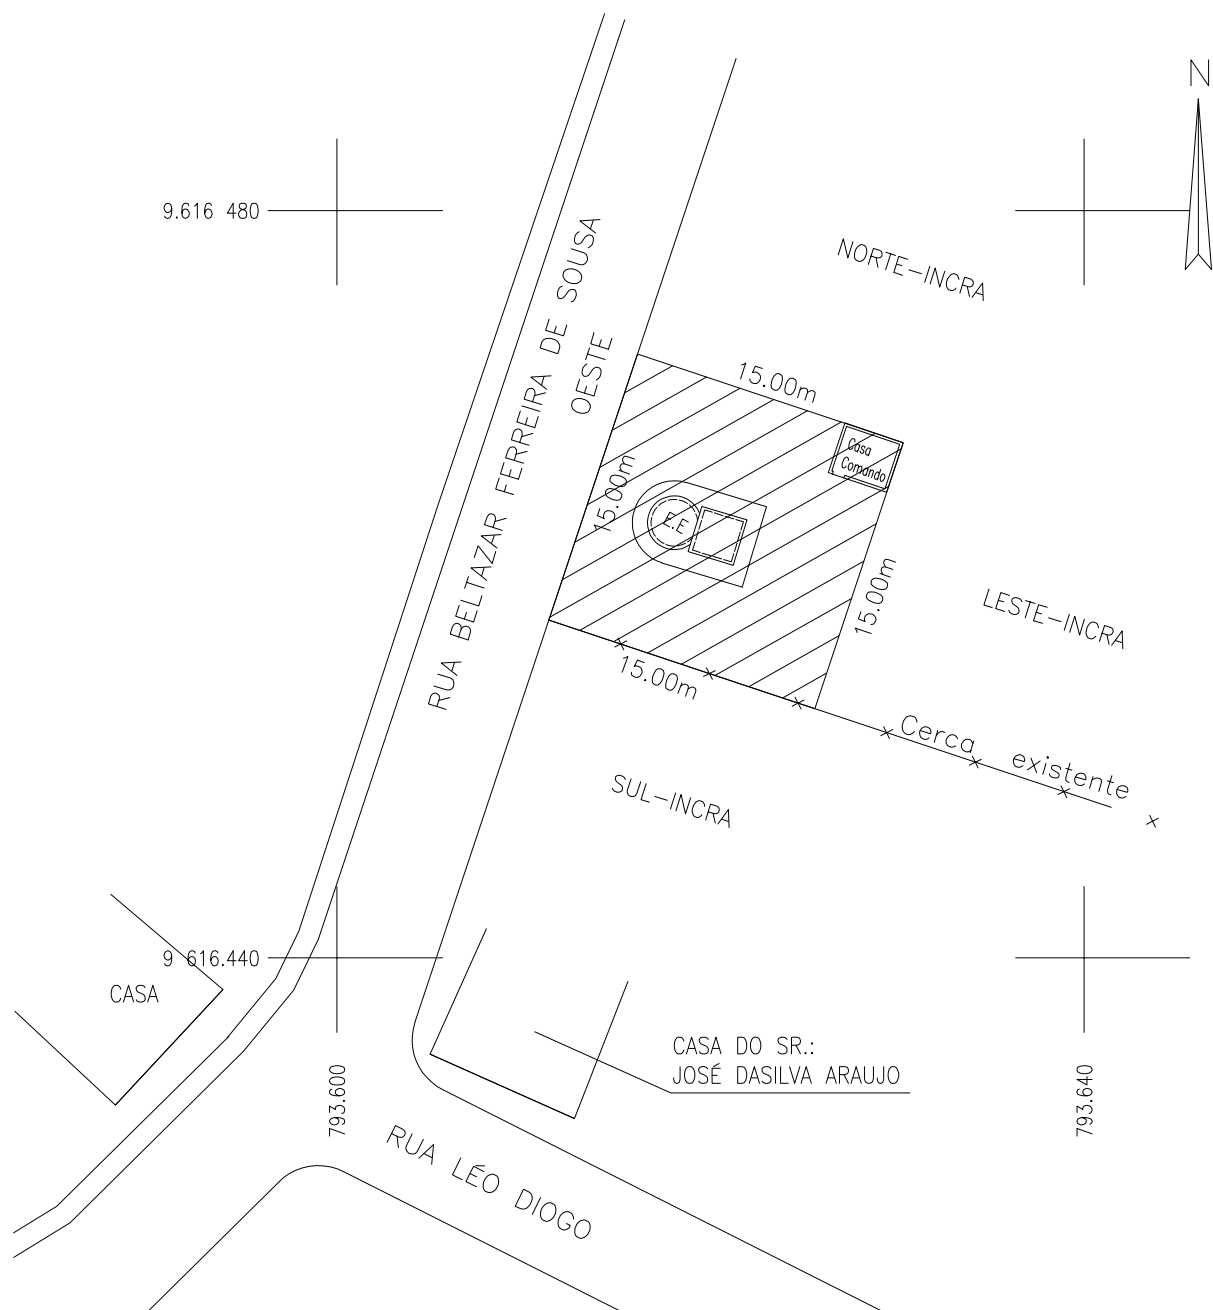 N
9.616 480
NORTE-INCRA
RUA BELTAZAR FERREIRA DE SOUSA
OESTE
15.00m
Casa
Comando
15.00m
E.E
15.00m
LESTE-INCRA
15.00m
Cerca existente
SUL-INCRA
9 616.440
CASA
CASA DO SR.:
JOSÉ DASILVA ARAUJO
793.600
793.640
RUA LÉO DIOGO